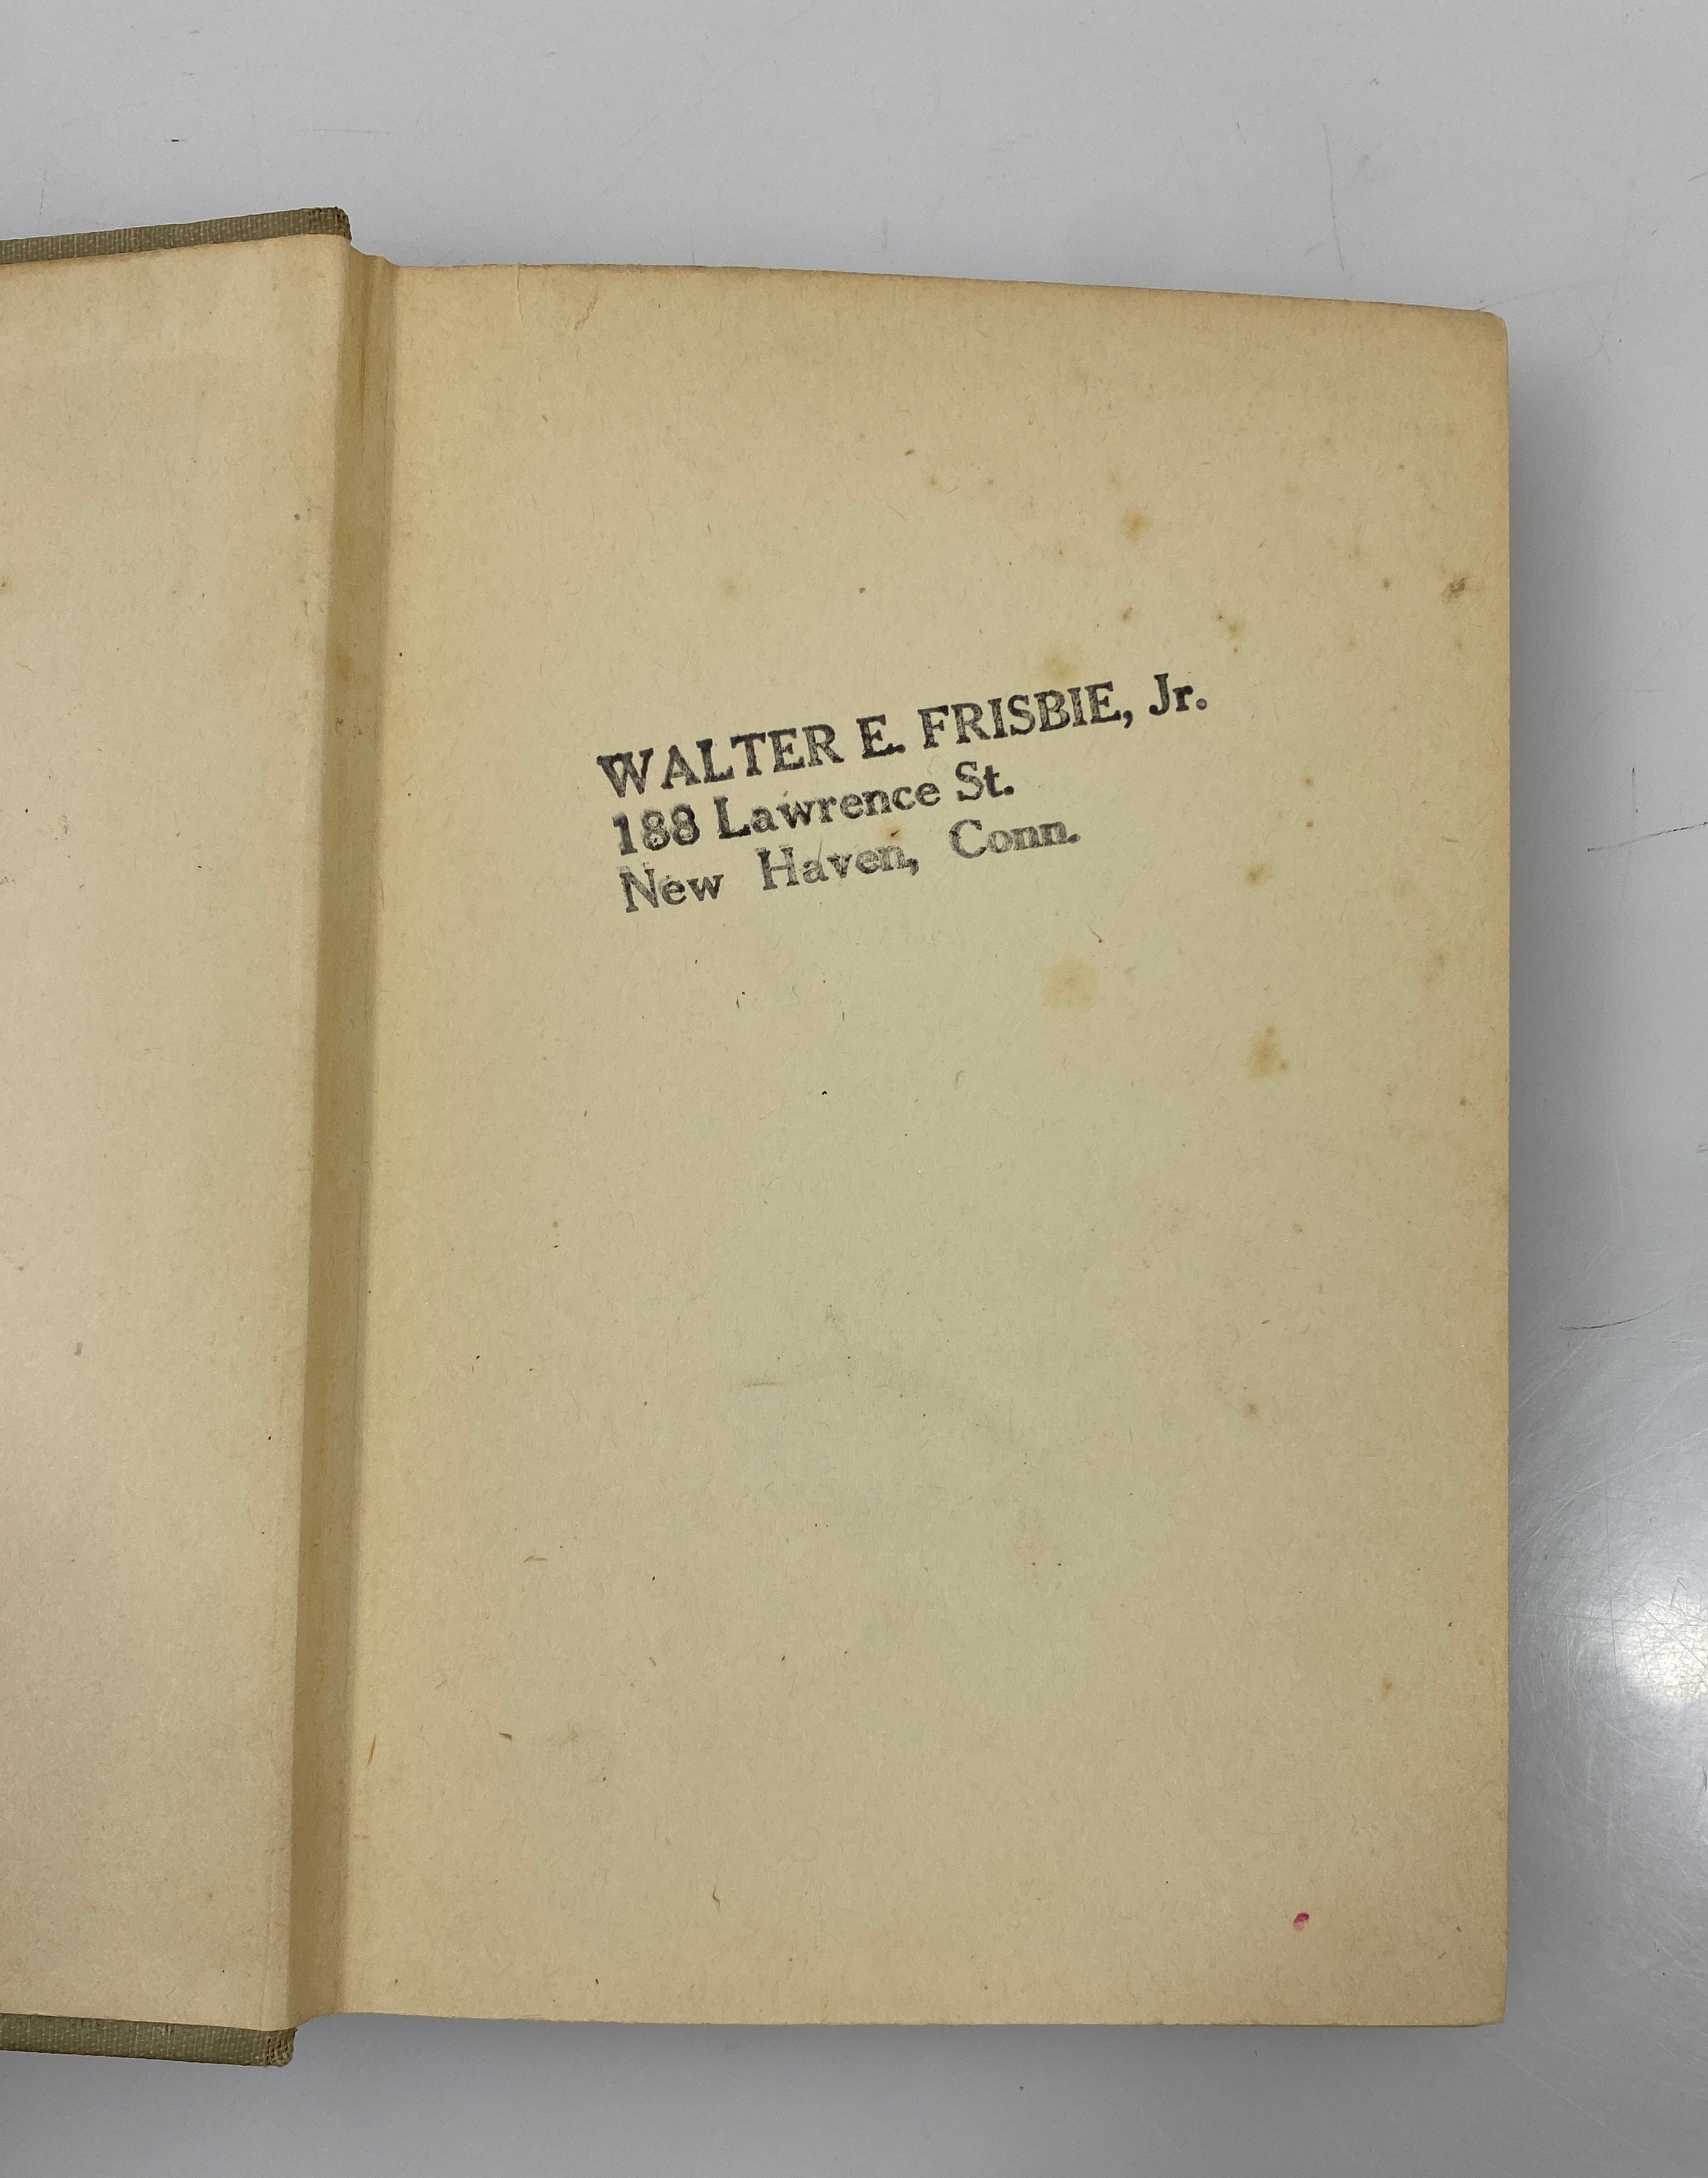 WALTER E. FRISBIE, Jr.
188 Lawrence St.
New Haven, Conn.